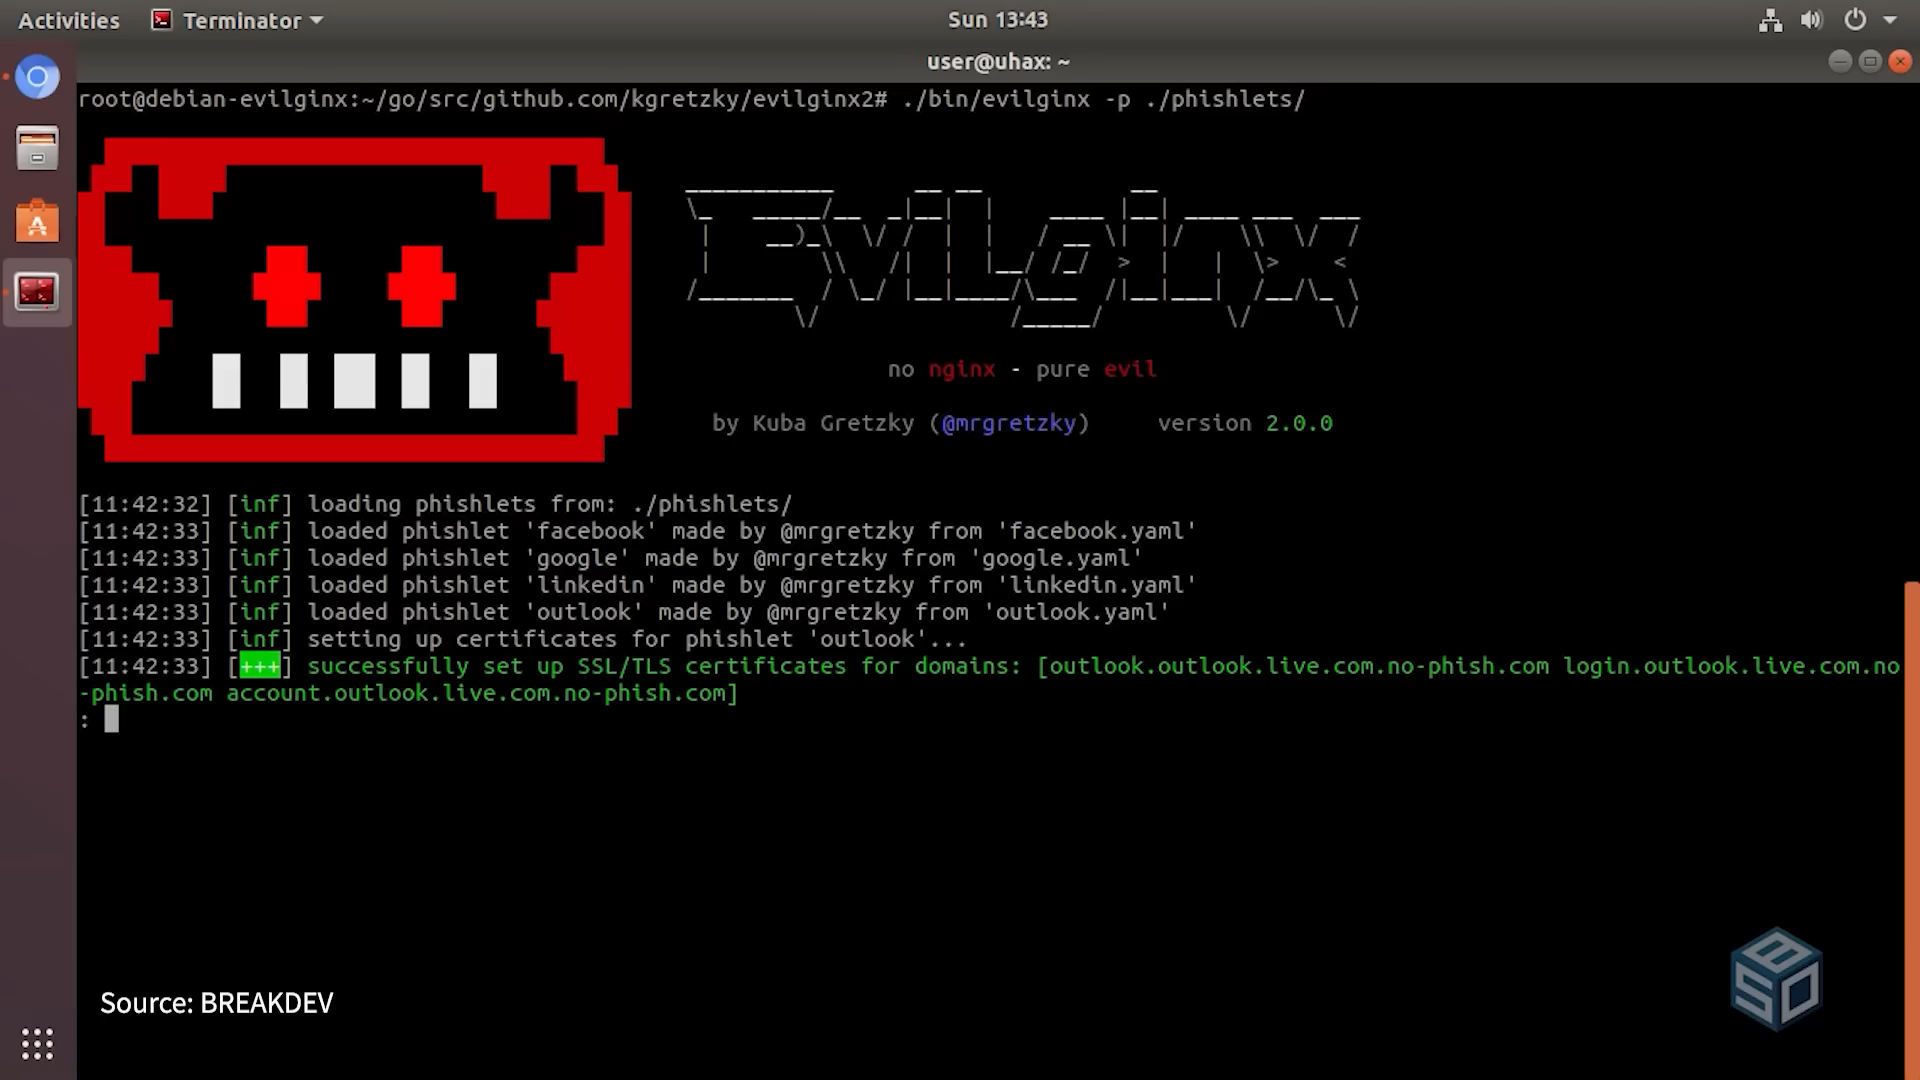 Activities Terminator Sun 13:43
user@uhax: ~
root@debian-evilginx:~/go/src/github.com/kgretzky/evilginx2# ./bin/evilginx -p ./phishlets/
Evilginx
no nginx - pure evil
by Kuba Gretzky (@mrgretzky) version 2.0.0
[11:42:32] [inf] loading phishlets from: ./phishlets/
[11:42:33] [inf] loaded phishlet 'facebook' made by @mrgretzky from 'facebook.yaml'
[11:42:33] [inf] loaded phishlet 'google' made by @mrgretzky from 'google.yaml'
[11:42:33] [inf] loaded phishlet 'linkedin' made by @mrgretzky from 'linkedin.yaml'
[11:42:33] [inf] loaded phishlet 'outlook' made by @mrgretzky from 'outlook.yaml'
[11:42:33] [inf] setting up certificates for phishlet 'outlook'...
[11:42:33] [+++] successfully set up SSL/TLS certificates for domains: [outlook.outlook.live.com.no-phish.com login.outlook.live.com.no
-phish.com account.outlook.live.com.no-phish.com]
:
Source: BREAKDEV
BSD